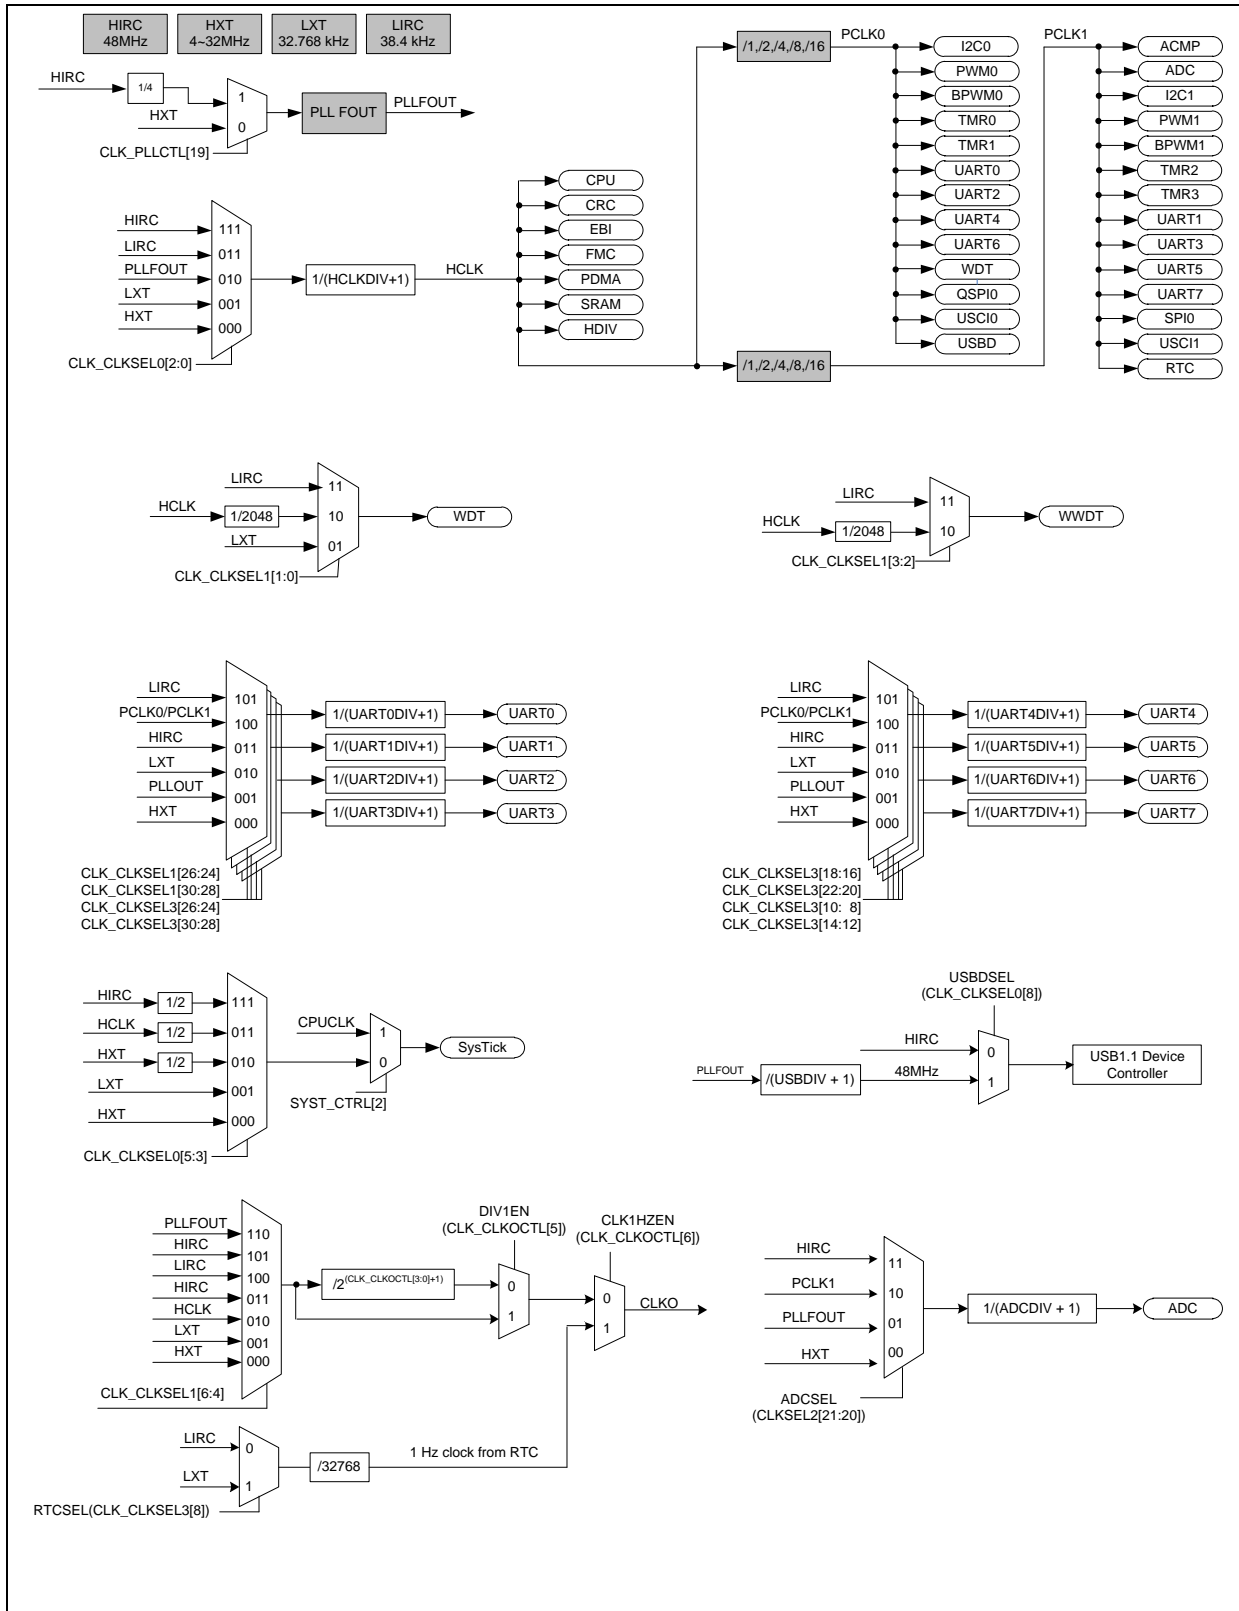 HIRC
48MHz
HXT
4~32MHz
LXT
32.768 kHz
LIRC
38.4 kHz
HIRC
1/4
HXT
1
0
CLK_PLLCTL[19]
PLL FOUT
PLLFOUT
HIRC
LIRC
PLLFOUT
LXT
HXT
111
011
010
001
000
CLK_CLKSEL0[2:0]
1/(HCLKDIV+1)
HCLK
CPU
CRC
EBI
FMC
PDMA
SRAM
HDIV
/1,/2,/4,/8,/16
PCLK0
I2C0
PWM0
BPWM0
TMR0
TMR1
UART0
UART2
UART4
UART6
WDT
QSPI0
USCI0
USBD
/1,/2,/4,/8,/16
PCLK1
ACMP
ADC
I2C1
PWM1
BPWM1
TMR2
TMR3
UART1
UART3
UART5
UART7
SPI0
USCI1
RTC
LIRC
HCLK
1/2048
LXT
11
10
01
CLK_CLKSEL1[1:0]
WDT
LIRC
HCLK
1/2048
11
10
CLK_CLKSEL1[3:2]
WWDT
LIRC
PCLK0/PCLK1
HIRC
LXT
PLLOUT
HXT
101
100
011
010
001
000
1/(UART0DIV+1)
UART0
1/(UART1DIV+1)
UART1
1/(UART2DIV+1)
UART2
1/(UART3DIV+1)
UART3
CLK_CLKSEL1[26:24]
CLK_CLKSEL1[30:28]
CLK_CLKSEL3[26:24]
CLK_CLKSEL3[30:28]
LIRC
PCLK0/PCLK1
HIRC
LXT
PLLOUT
HXT
101
100
011
010
001
000
1/(UART4DIV+1)
UART4
1/(UART5DIV+1)
UART5
1/(UART6DIV+1)
UART6
1/(UART7DIV+1)
UART7
CLK_CLKSEL3[18:16]
CLK_CLKSEL3[22:20]
CLK_CLKSEL3[10: 8]
CLK_CLKSEL3[14:12]
HIRC
1/2
HCLK
1/2
HXT
1/2
LXT
HXT
111
011
010
001
000
CLK_CLKSEL0[5:3]
CPUCLK
1
0
SYST_CTRL[2]
SysTick
USBDSEL
(CLK_CLKSEL0[8])
HIRC
PLLFOUT
/(USBDIV + 1)
48MHz
0
1
USB1.1 Device
Controller
PLLFOUT
HIRC
LIRC
HIRC
HCLK
LXT
HXT
110
101
100
011
010
001
000
CLK_CLKSEL1[6:4]
/2(CLK_CLKOCTL[3:0]+1)
DIV1EN
(CLK_CLKOCTL[5])
0
1
CLK1HZEN
(CLK_CLKOCTL[6])
0
1
CLKO
LIRC
LXT
0
1
RTCSEL(CLK_CLKSEL3[8])
/32768
1 Hz clock from RTC
HIRC
PCLK1
PLLFOUT
HXT
11
10
01
00
ADCSEL
(CLKSEL2[21:20])
1/(ADCDIV + 1)
ADC